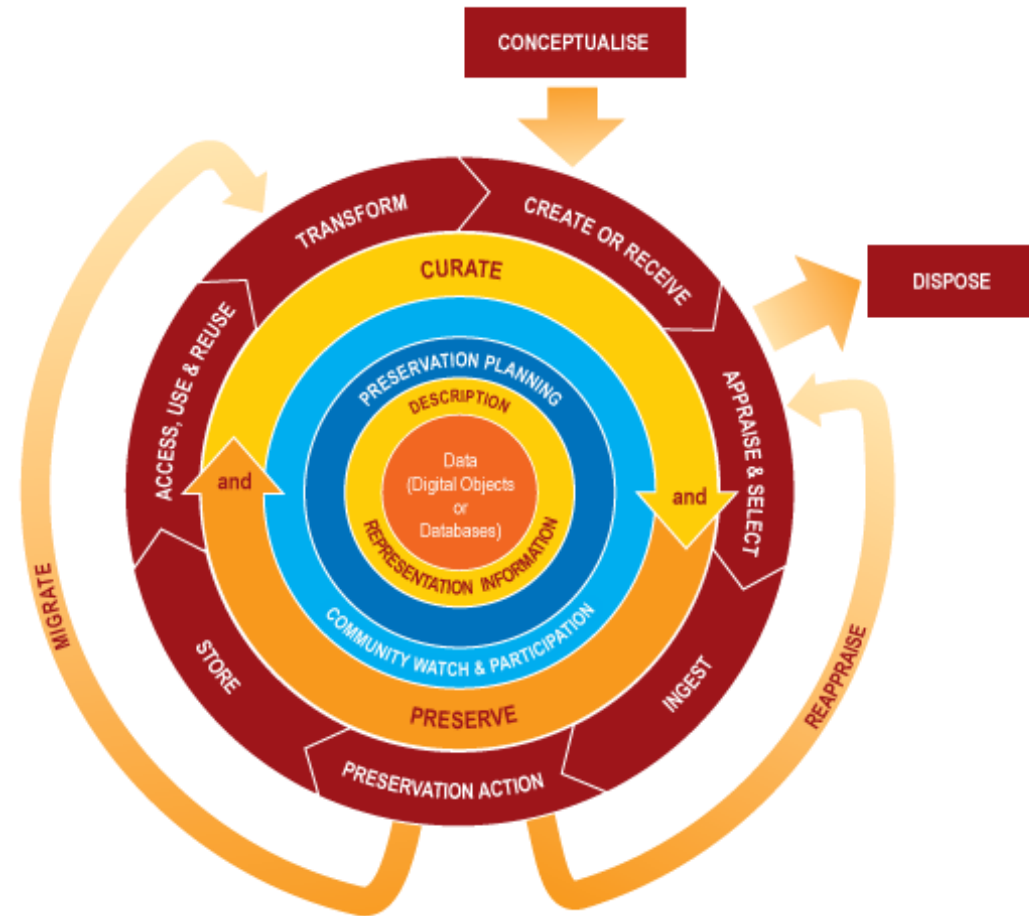 CONCEPTUALISE
CREATE OR RECEIVE
DISPOSE
APPRAISE & SELECT
INGEST
REAPPRAISE
PRESERVATION ACTION
STORE
MIGRATE
ACCESS, USE & REUSE
TRANSFORM
CURATE
and
PRESERVE
and
PRESERVATION PLANNING
COMMUNITY WATCH & PARTICIPATION
DESCRIPTION
REPRESENTATION INFORMATION
Data
(Digital Objects
or
Databases)